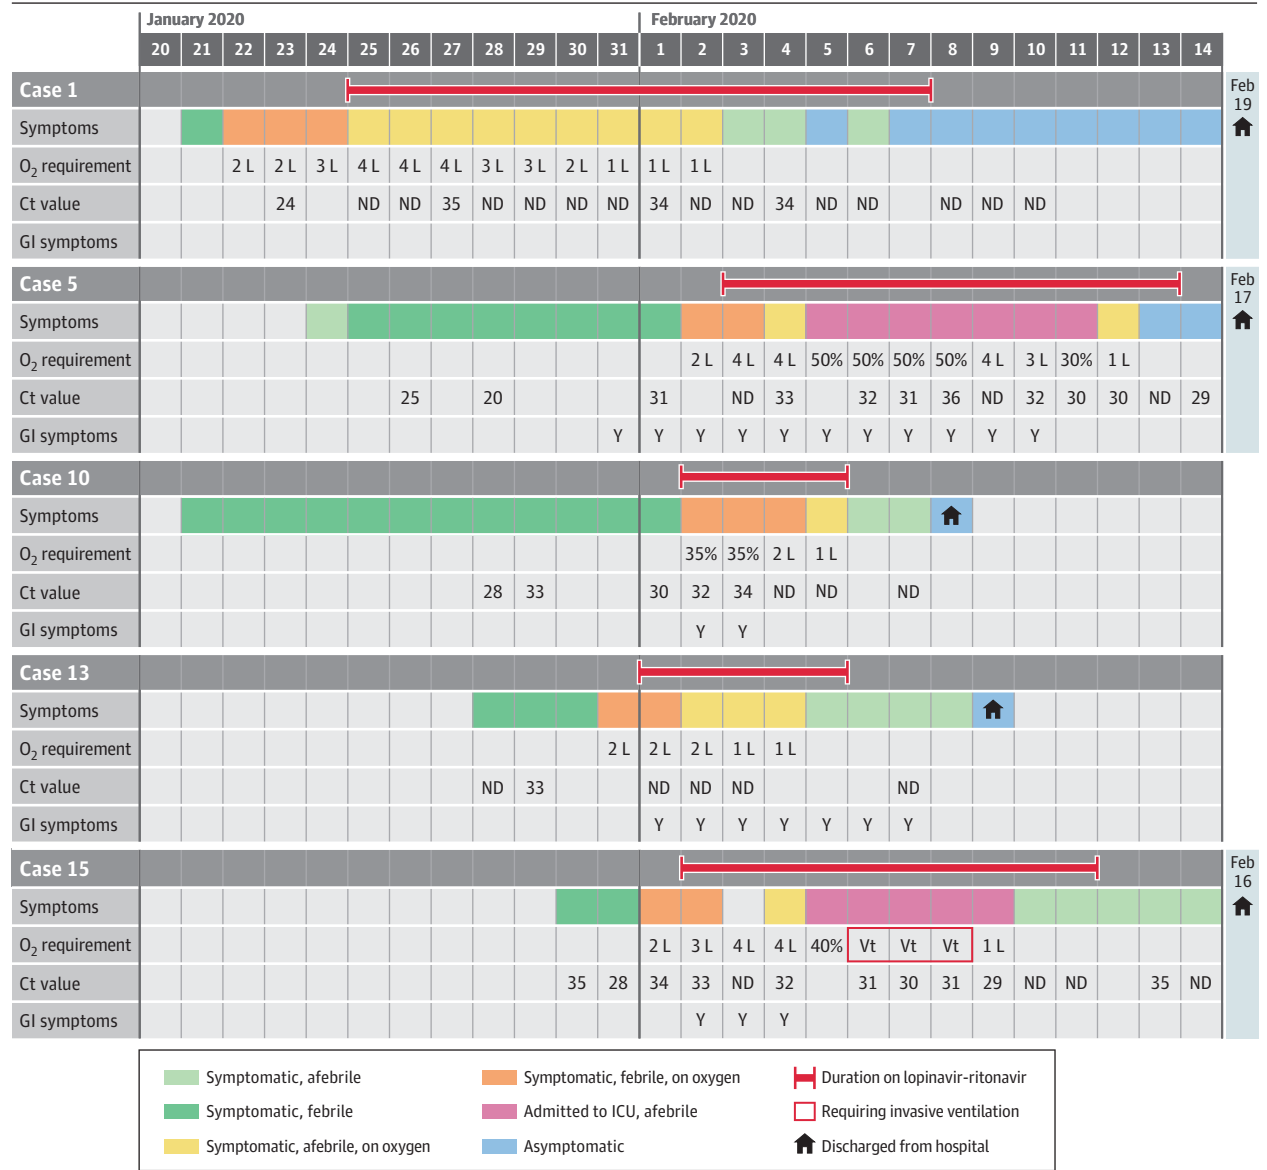 January 2020 February 2020
20 21 22 23 24 25 26 27 28 29 30 31 1 2 3 4 5 6 7 8 9 10 11 12 13 14
Case 1
Feb
19
Symptoms
O₂ requirement 2 L 2 L 3 L 4 L 4 L 4 L 3 L 3 L 2 L 1 L 1 L 1 L
Ct value 24 ND ND 35 ND ND ND ND 34 ND ND 34 ND ND ND ND ND
GI symptoms
Case 5
Feb
17
Symptoms
O₂ requirement 2 L 4 L 4 L 50% 50% 50% 50% 4 L 3 L 30% 1 L
Ct value 25 20 31 ND 33 32 31 36 ND 32 30 30 ND 29
GI symptoms Y Y Y Y Y Y Y Y Y Y Y
Case 10
Symptoms
O₂ requirement 35% 35% 2 L 1 L
Ct value 28 33 30 32 34 ND ND ND
GI symptoms Y Y
Case 13
Symptoms
O₂ requirement 2 L 2 L 2 L 1 L 1 L
Ct value ND 33 ND ND ND ND
GI symptoms Y Y Y Y Y Y Y
Case 15
Feb
16
Symptoms
O₂ requirement 2 L 3 L 4 L 4 L 40% Vt Vt Vt 1 L
Ct value 35 28 34 33 ND 32 31 30 31 29 ND ND 35 ND
GI symptoms Y Y Y
Symptomatic, afebrile Symptomatic, febrile, on oxygen Duration on lopinavir-ritonavir
Symptomatic, febrile Admitted to ICU, afebrile Requiring invasive ventilation
Symptomatic, afebrile, on oxygen Asymptomatic Discharged from hospital